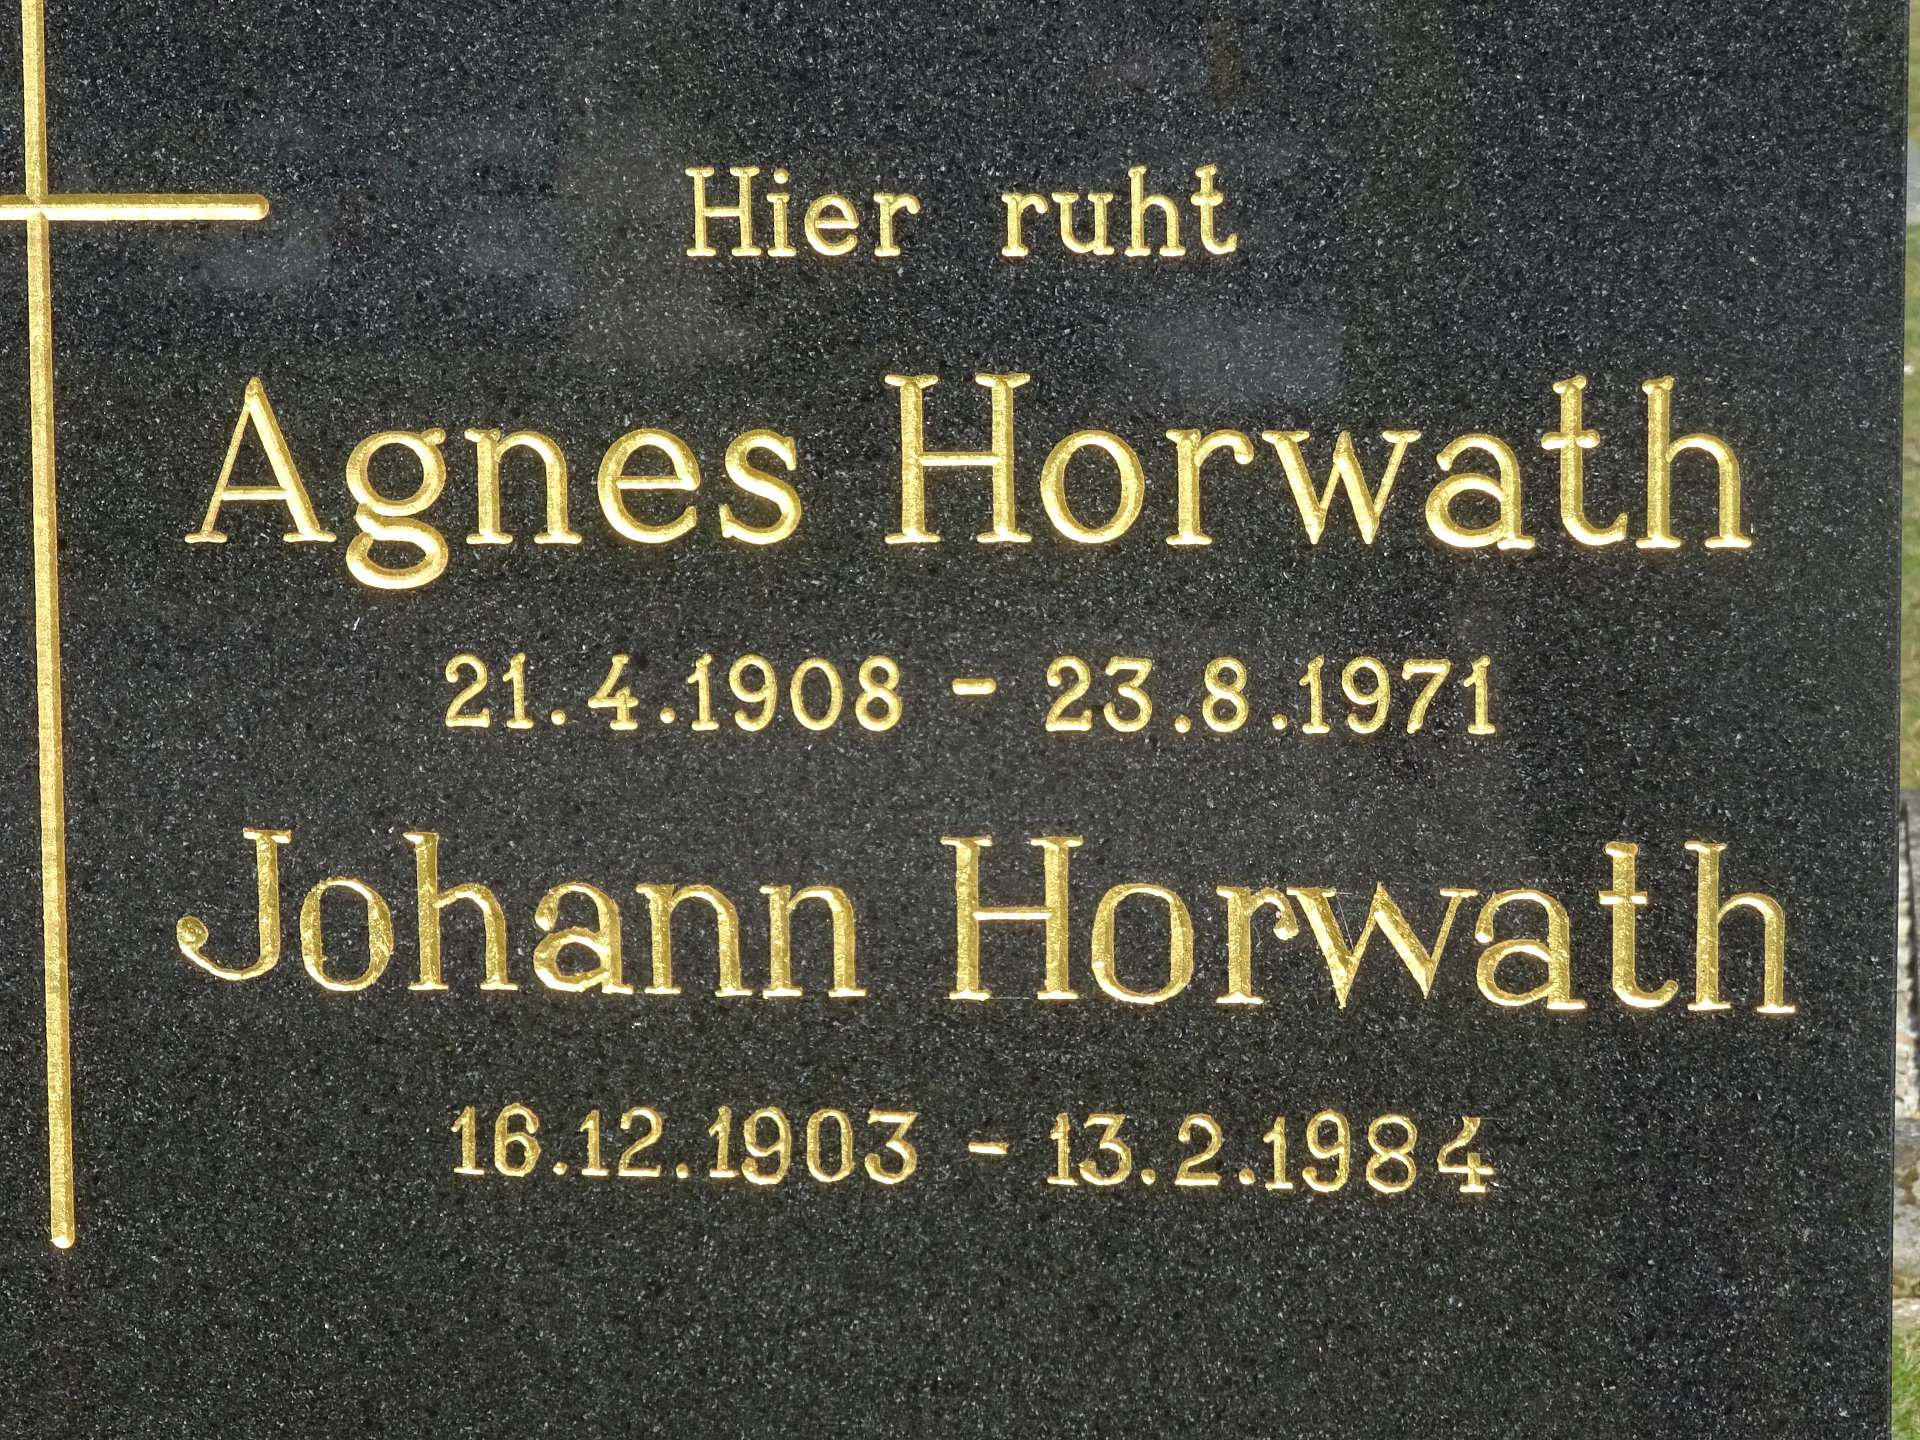 Hier ruht
Agnes Horwath
21.4.1908 - 23.8.1971
Johann Horwath
16.12.1903 - 13.2.1984